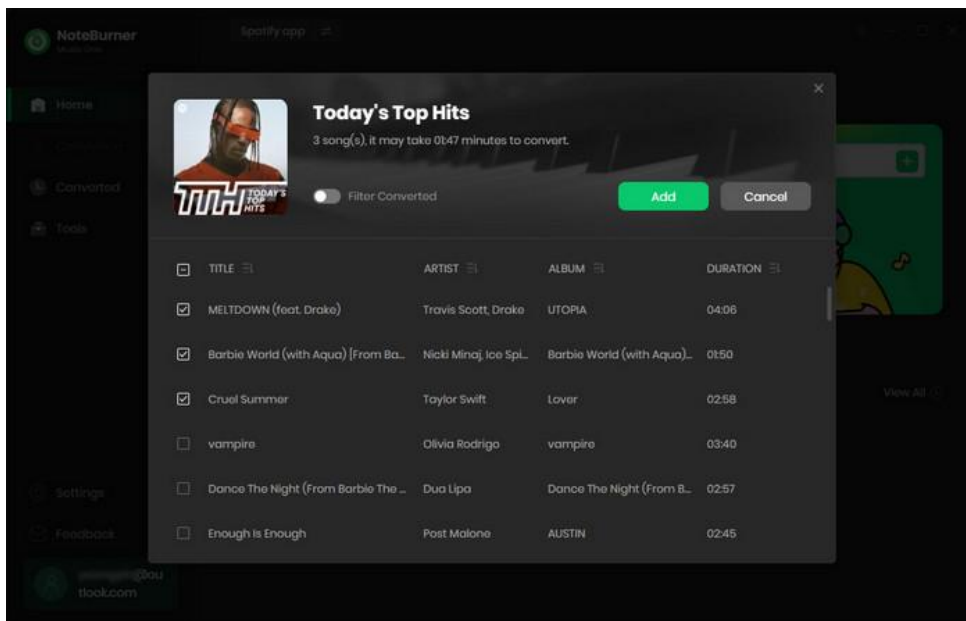 NoteBurner
Spotify app
Home
Converted
Tools
Settings
Feedback
@ou
tlook.com
View All
TTH TODAY'S
TOP
HITS
Today's Top Hits
3 song(s), it may take 01:47 minutes to convert.
Filter Converted
Add
Cancel
TITLE ARTIST ALBUM DURATION
MELTDOWN (feat. Drake) Travis Scott, Drake UTOPIA 04:06
Barbie World (with Aqua) [From Ba... Nicki Minaj, Ice Spi... Barbie World (with Aqua)... 01:50
Cruel Summer Taylor Swift Lover 02:58
vampire Olivia Rodrigo vampire 03:40
Dance The Night (From Barbie The ... Dua Lipa Dance The Night (From B... 02:57
Enough Is Enough Post Malone AUSTIN 02:45